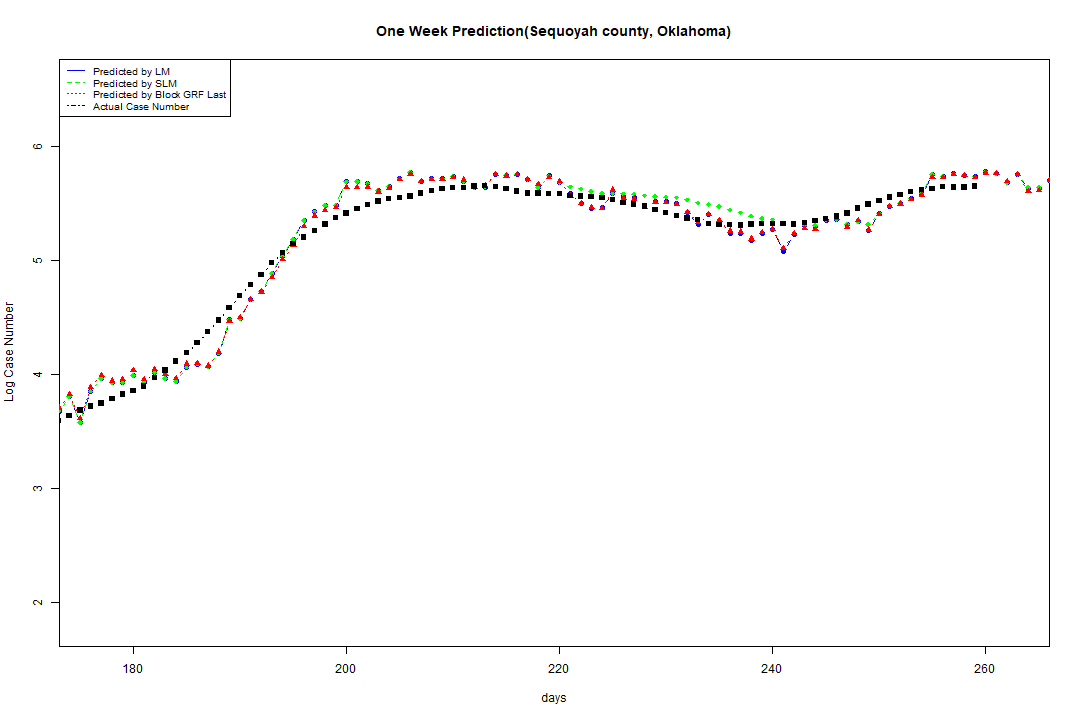 One Week Prediction(Sequoyah county, Oklahoma)
Predicted by LM
Predicted by SLM
Predicted by Block GRF Last
Actual Case Number
6
5
4
3
2
Log Case Number
180 200 220 240 260
days